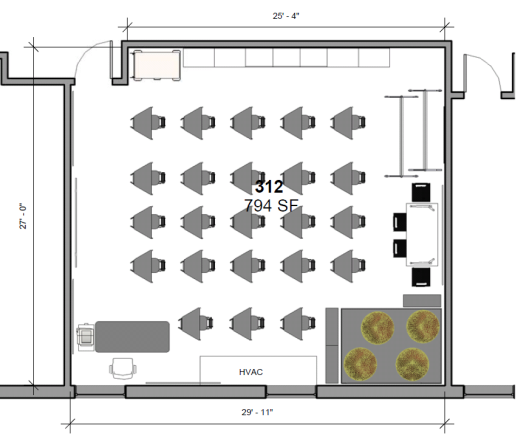 25' - 4"
312
794 SF
27' - 0"
HVAC
29' - 11"